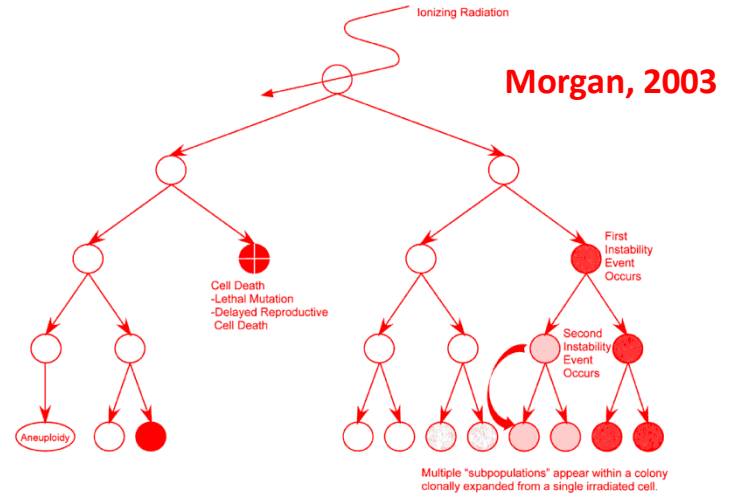 Ionizing Radiation
Morgan, 2003
First
Instability
Event
Occurs
Cell Death
-Lethal Mutation
-Delayed Reproductive
Cell Death
Second
Instability
Event
Occurs
Aneuploidy
Multiple "subpopulations" appear within a colony
clonally expanded from a single irradiated cell.